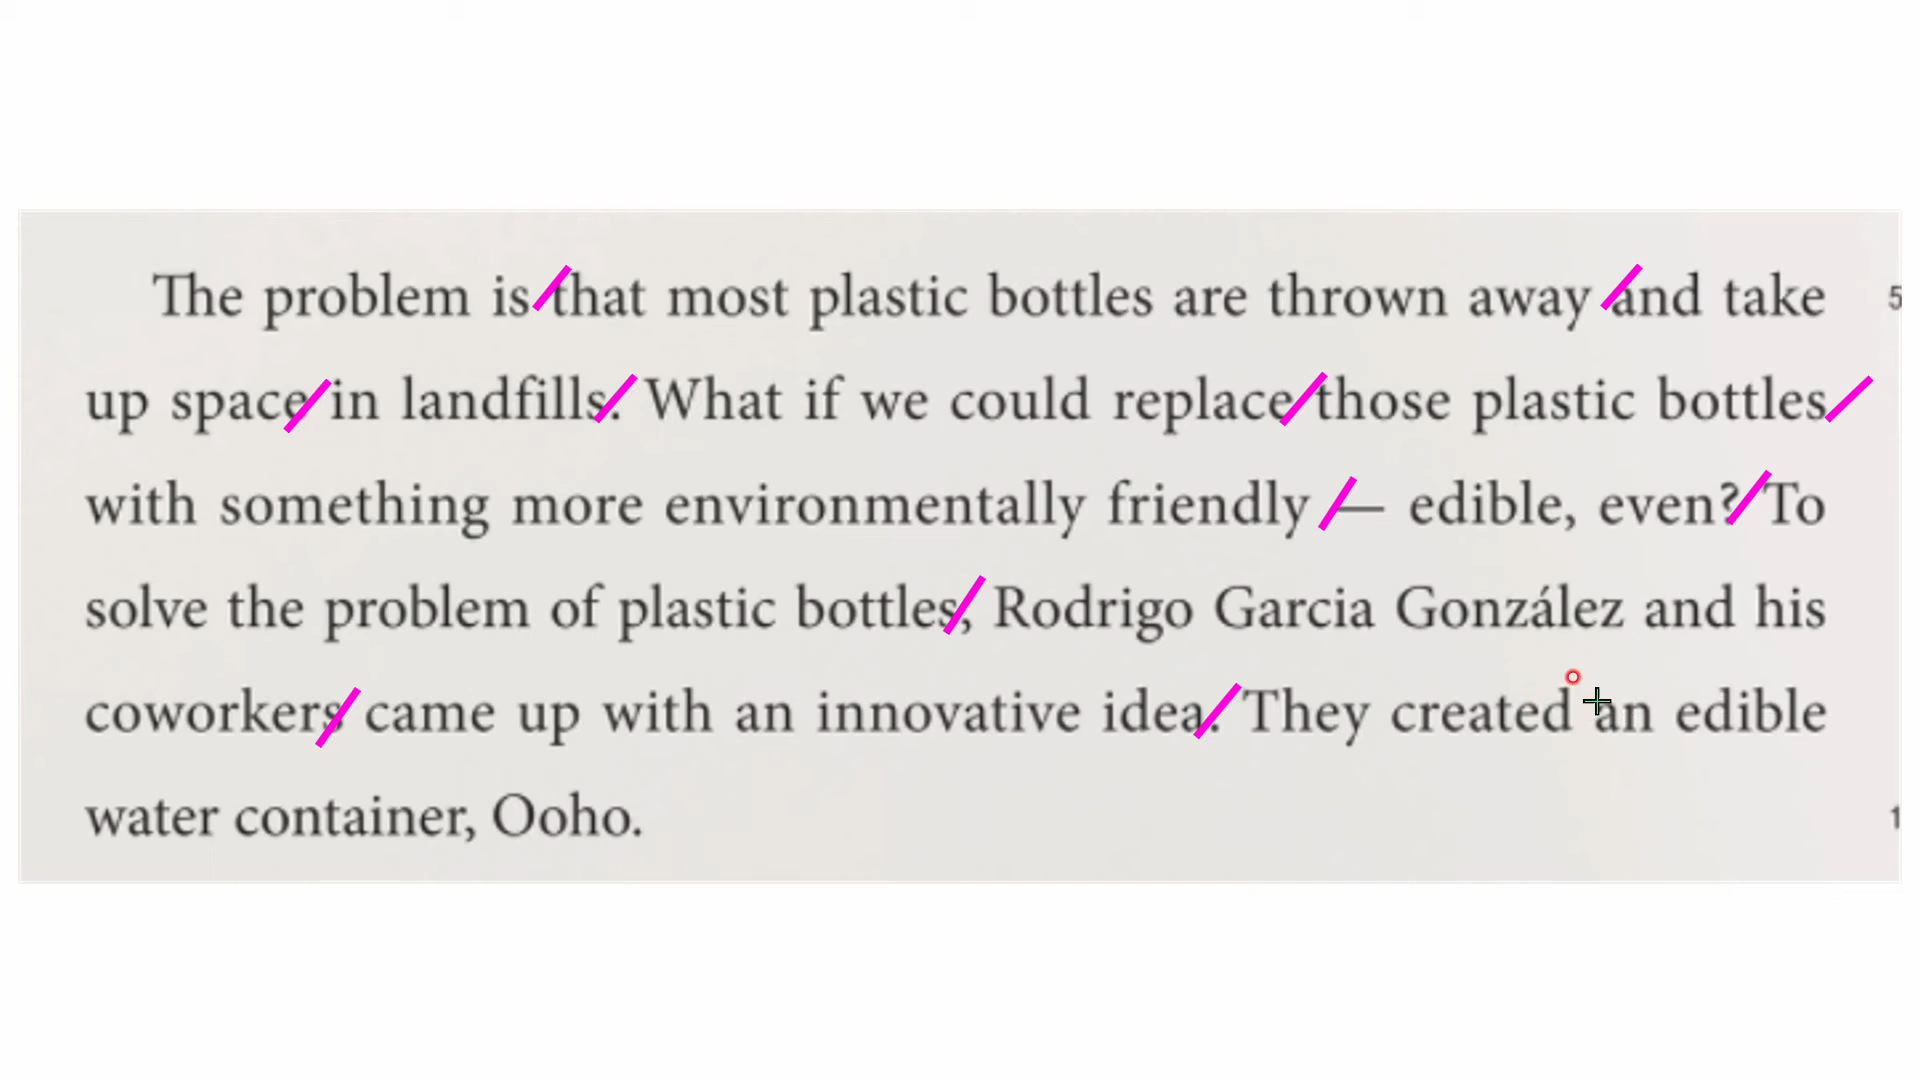 The problem is that most plastic bottles are thrown away and take 5
up space in landfills. What if we could replace those plastic bottles
with something more environmentally friendly — edible, even? To
solve the problem of plastic bottles, Rodrigo Garcia González and his
coworkers came up with an innovative idea. They created an edible
water container, Ooho. 1